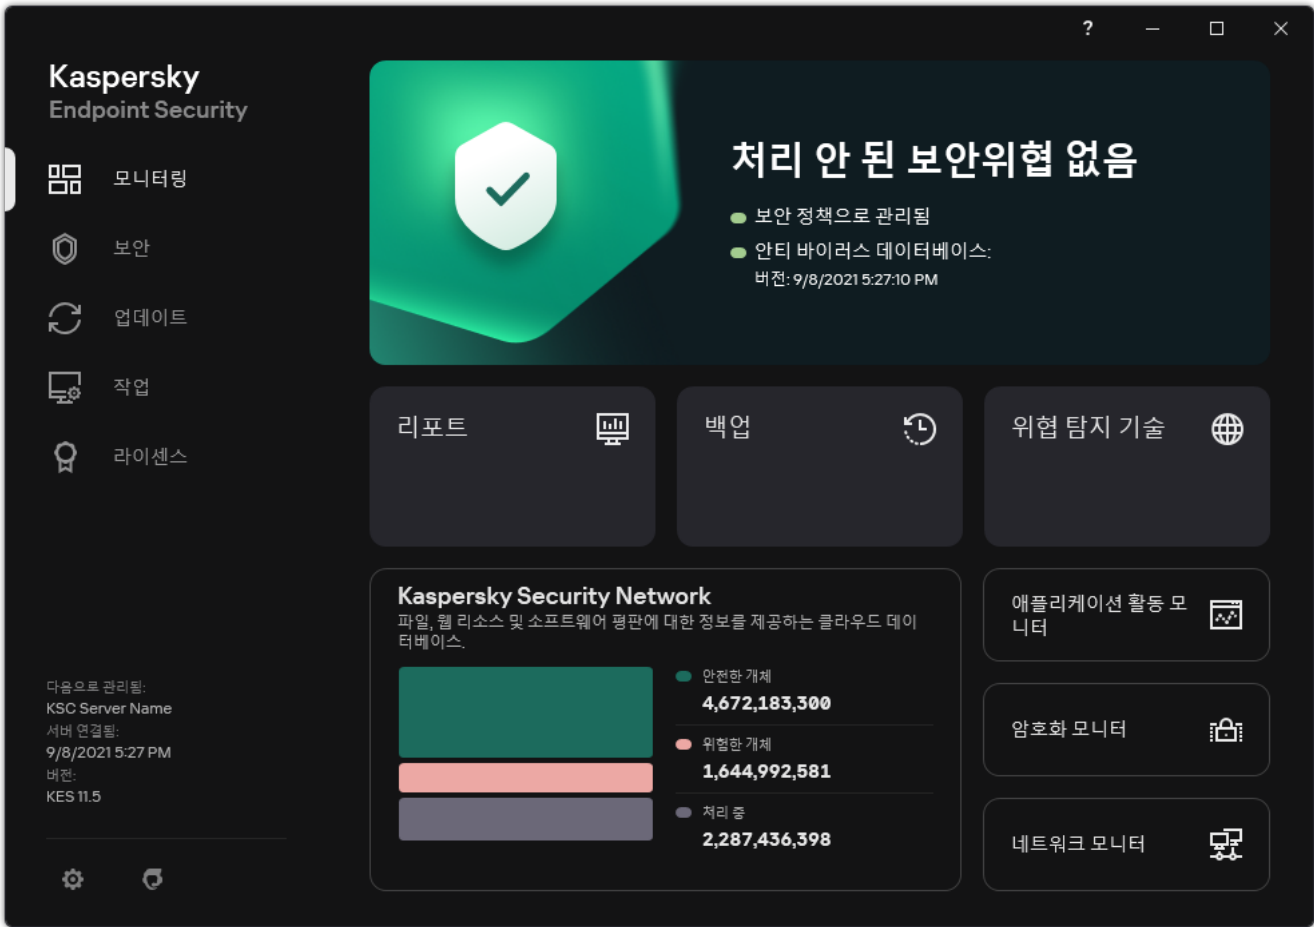 ?
Kaspersky
Endpoint Security
모니터링
보안
업데이트
작업
라이센스
다음으로 관리됨:
KSC Server Name
서버 연결됨:
9/8/2021 5:27 PM
버전:
KES 11.5
처리 안 된 보안위협 없음
보안 정책으로 관리됨
안티 바이러스 데이터베이스:
버전: 9/8/2021 5:27:10 PM
리포트
백업
위협 탐지 기술
Kaspersky Security Network
파일, 웹 리소스 및 소프트웨어 평판에 대한 정보를 제공하는 클라우드 데이
터베이스.
안전한 개체
4,672,183,300
위험한 개체
1,644,992,581
처리 중
2,287,436,398
애플리케이션 활동 모
니터
암호화 모니터
네트워크 모니터